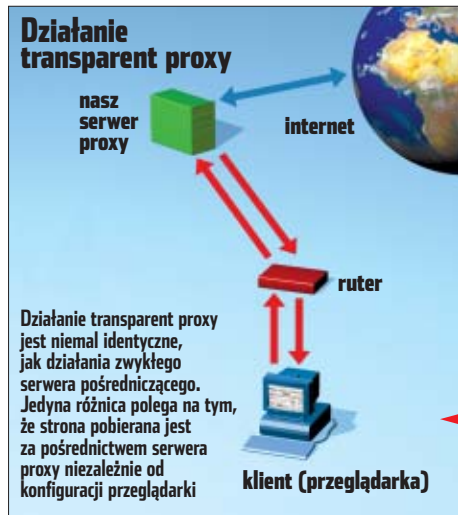 Działanie
transparent proxy
nasz
serwer
proxy
internet
ruter
Działanie transparent proxy
jest niemal identyczne,
jak działania zwykłego
serwera pośredniczącego.
Jedyna różnica polega na tym,
że strona pobierana jest
za pośrednictwem serwera
proxy niezależnie od
konfiguracji przeglądarki
klient (przeglądarka)